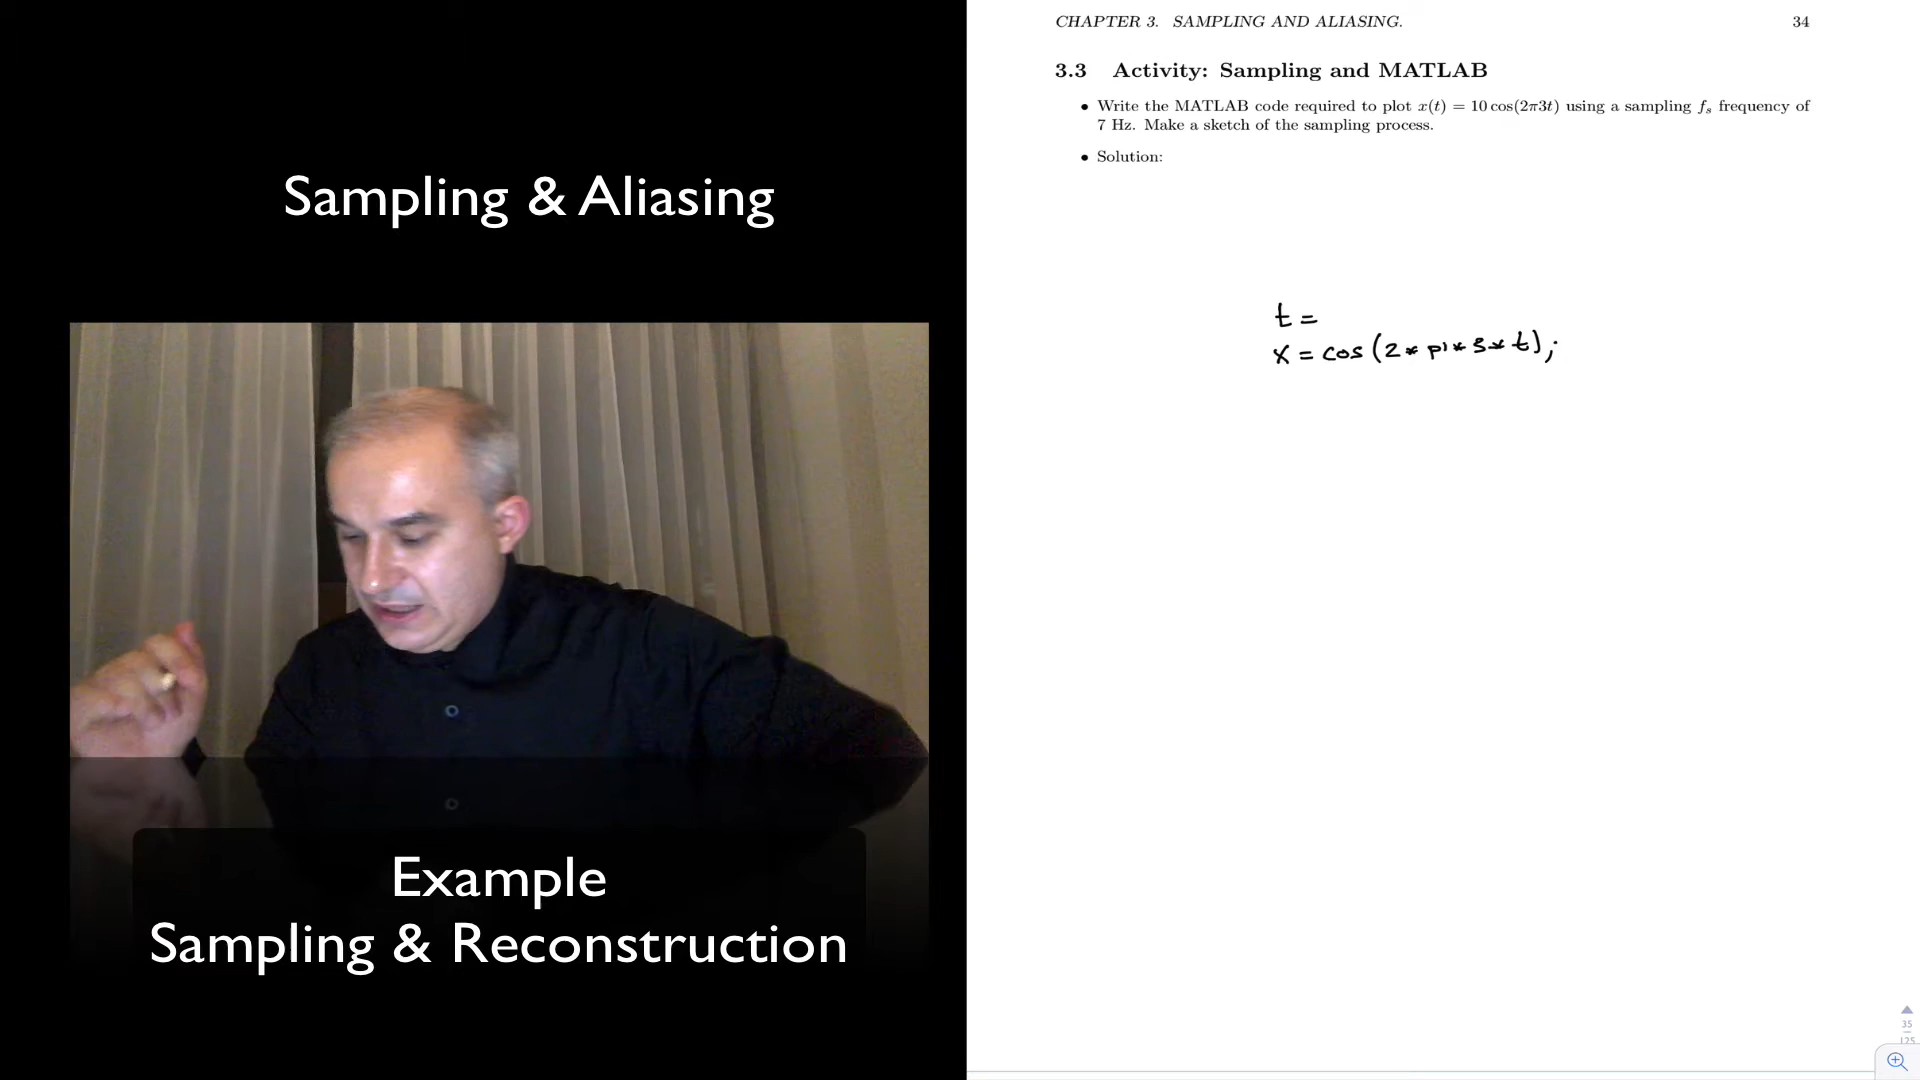 Sampling & Aliasing
Example
Sampling & Reconstruction
CHAPTER 3. SAMPLING AND ALIASING. 34
3.3 Activity: Sampling and MATLAB
• Write the MATLAB code required to plot x(t) = 10 cos(2π3t) using a sampling fₛ frequency of
7 Hz. Make a sketch of the sampling process.
• Solution:
t =
x = cos(2*pi*3*t);
35
125